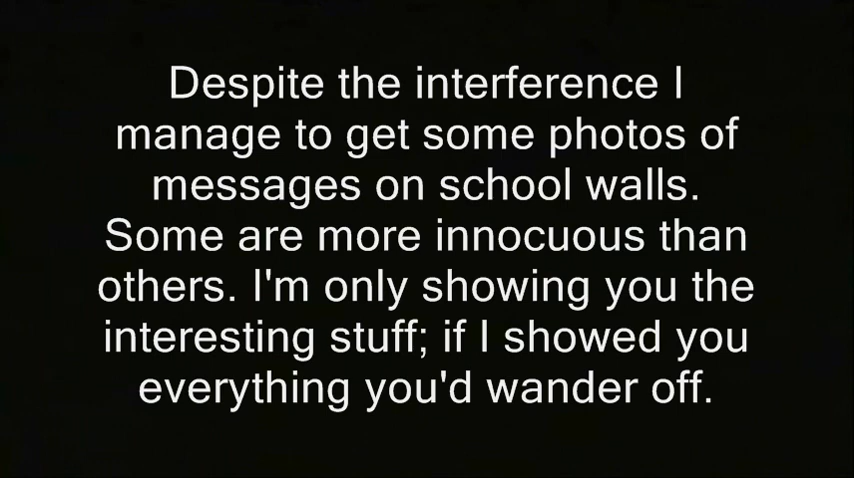 Despite the interference I
manage to get some photos of
messages on school walls.
Some are more innocuous than
others. I'm only showing you the
interesting stuff; if I showed you
everything you'd wander off.